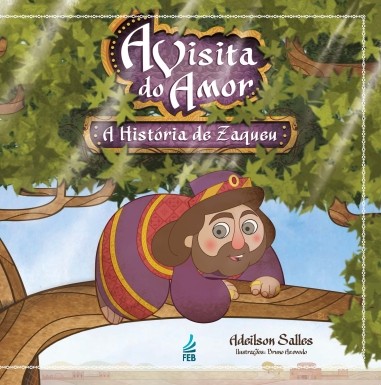 A Visita
do Amor
A História de Zaqueu
Adeilson Salles
Ilustrações: Bruno Azevedo
FEB